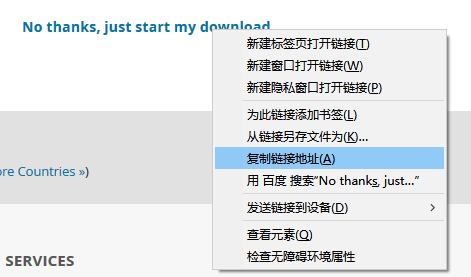 No thanks, just start my download
新建标签页打开链接(T)
新建窗口打开链接(W)
新建隐私窗口打开链接(P)
为此链接添加书签(L)
从链接另存文件为(K)...
复制链接地址(A)
ore Countries »)
用 百度 搜索“No thanks, just...”
发送链接到设备(D)
查看元素(Q)
SERVICES
检查无障碍环境属性